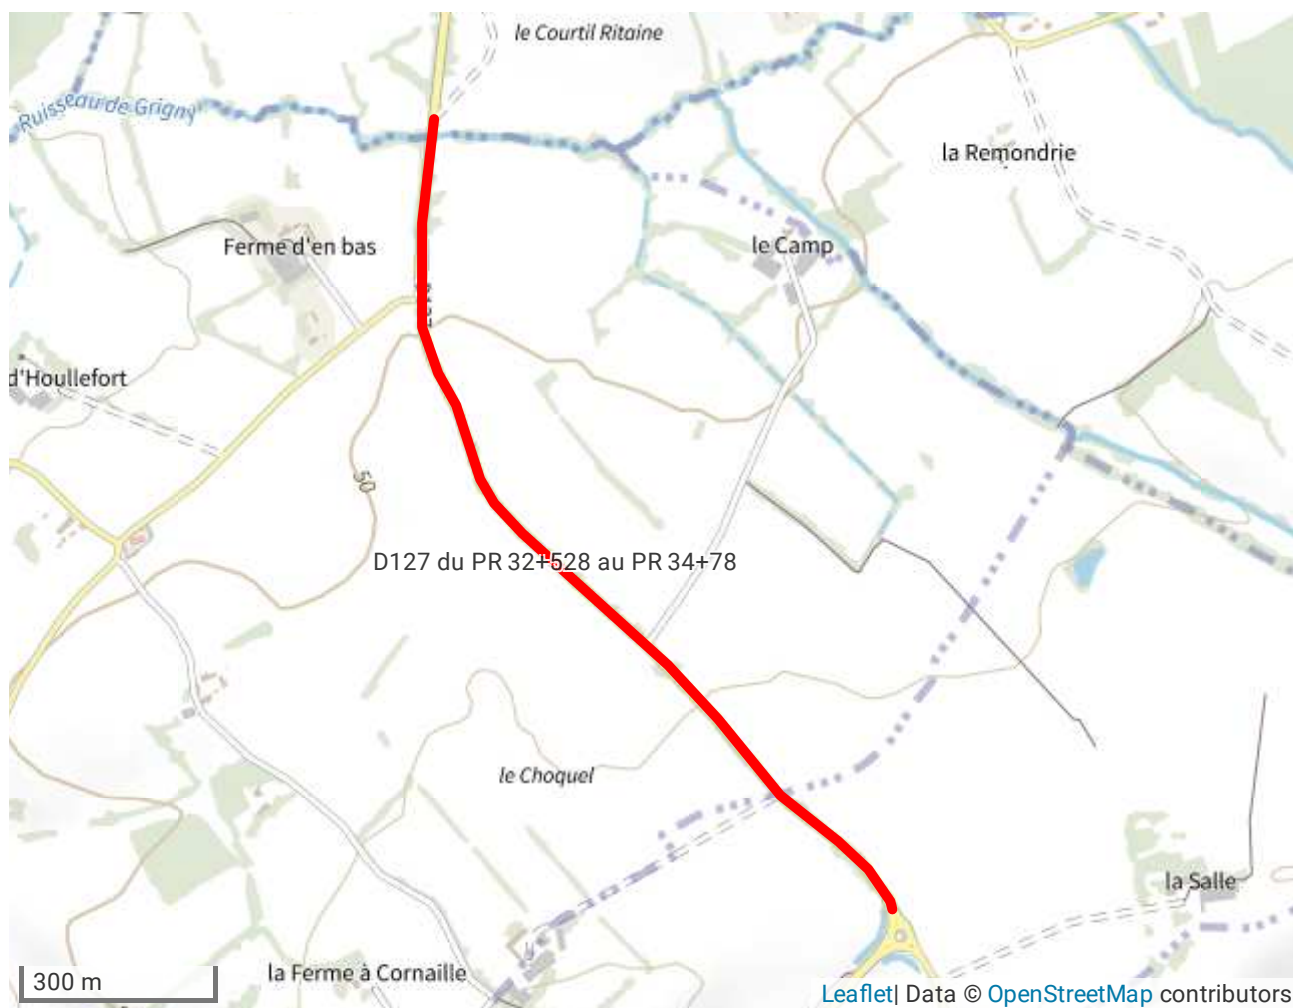 le Courtil Ritaine
Ruisseau de Grigny
la Remondrie
Ferme d'en bas
le Camp
d'Houllefort
50
D127 du PR 32+528 au PR 34+78
le Choquel
la Salle
la Ferme à Cornaille
300 m
Leaflet| Data © OpenStreetMap contributors